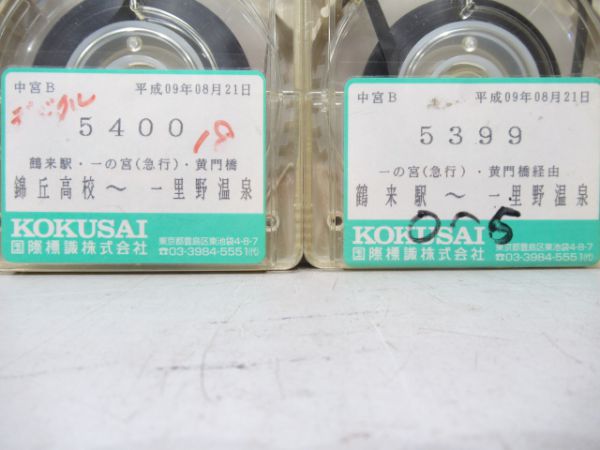 中宮B 平成09年08月21日
デジタル
5400 18
鶴来駅・一の宮(急行)・黄門橋
錦丘高校～一里野温泉
KOKUSAI
国際標識株式会社
東京都豊島区東池袋4-8-7
☎03-3984-5551㈹
中宮B 平成09年08月21日
5399
一の宮(急行)・黄門橋経由
鶴来駅～一里野温泉
KOKUSAI
国際標識株式会社
東京都豊島区東池袋4-8-7
☎03-3984-5551㈹